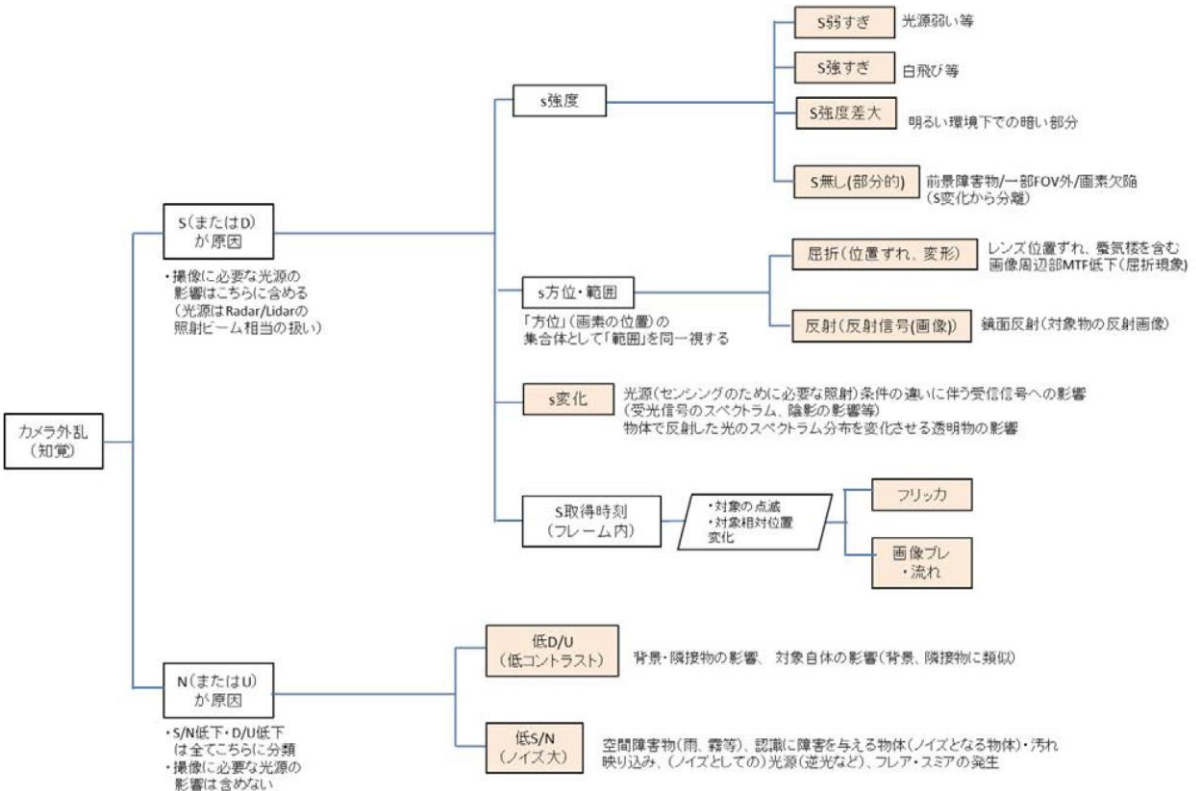 S弱すぎ
光源弱い等
S強すぎ
白飛び等
s強度
S強度差大
明るい環境下での暗い部分
S無し(部分的)
前景障害物/一部FOV外/画素欠陥
(S変化から分離)
S(またはD)
が原因
・撮像に必要な光源の
影響はこちらに含める
(光源はRadar/Lidarの
照射ビーム相当の扱い)
屈折(位置ずれ、変形)
レンズ位置ずれ、蜃気楼を含む
画像周辺部MTF低下(屈折現象)
s方位・範囲
「方位」(画素の位置)の
集合体として「範囲」を同一視する
反射(反射信号(画像))
鏡面反射(対象物の反射画像)
s変化
光源(センシングのために必要な照射)条件の違いに伴う受信信号への影響
(受光信号のスペクトラム、陰影の影響等)
物体で反射した光のスペクトラム分布を変化させる透明物の影響
カメラ外乱
(知覚)
S取得時刻
(フレーム内)
・対象の点滅
・対象相対位置
変化
フリッカ
画像ブレ
・流れ
N(またはU)
が原因
・S/N低下・D/U低下
は全てこちらに分類
・撮像に必要な光源の
影響は含めない
低D/U
(低コントラスト)
背景・隣接物の影響、対象自体の影響(背景、隣接物に類似)
低S/N
(ノイズ大)
空間障害物(雨、霧等)、認識に障害を与える物体(ノイズとなる物体)・汚れ
映り込み、(ノイズとしての)光源(逆光など)、フレア・スミアの発生